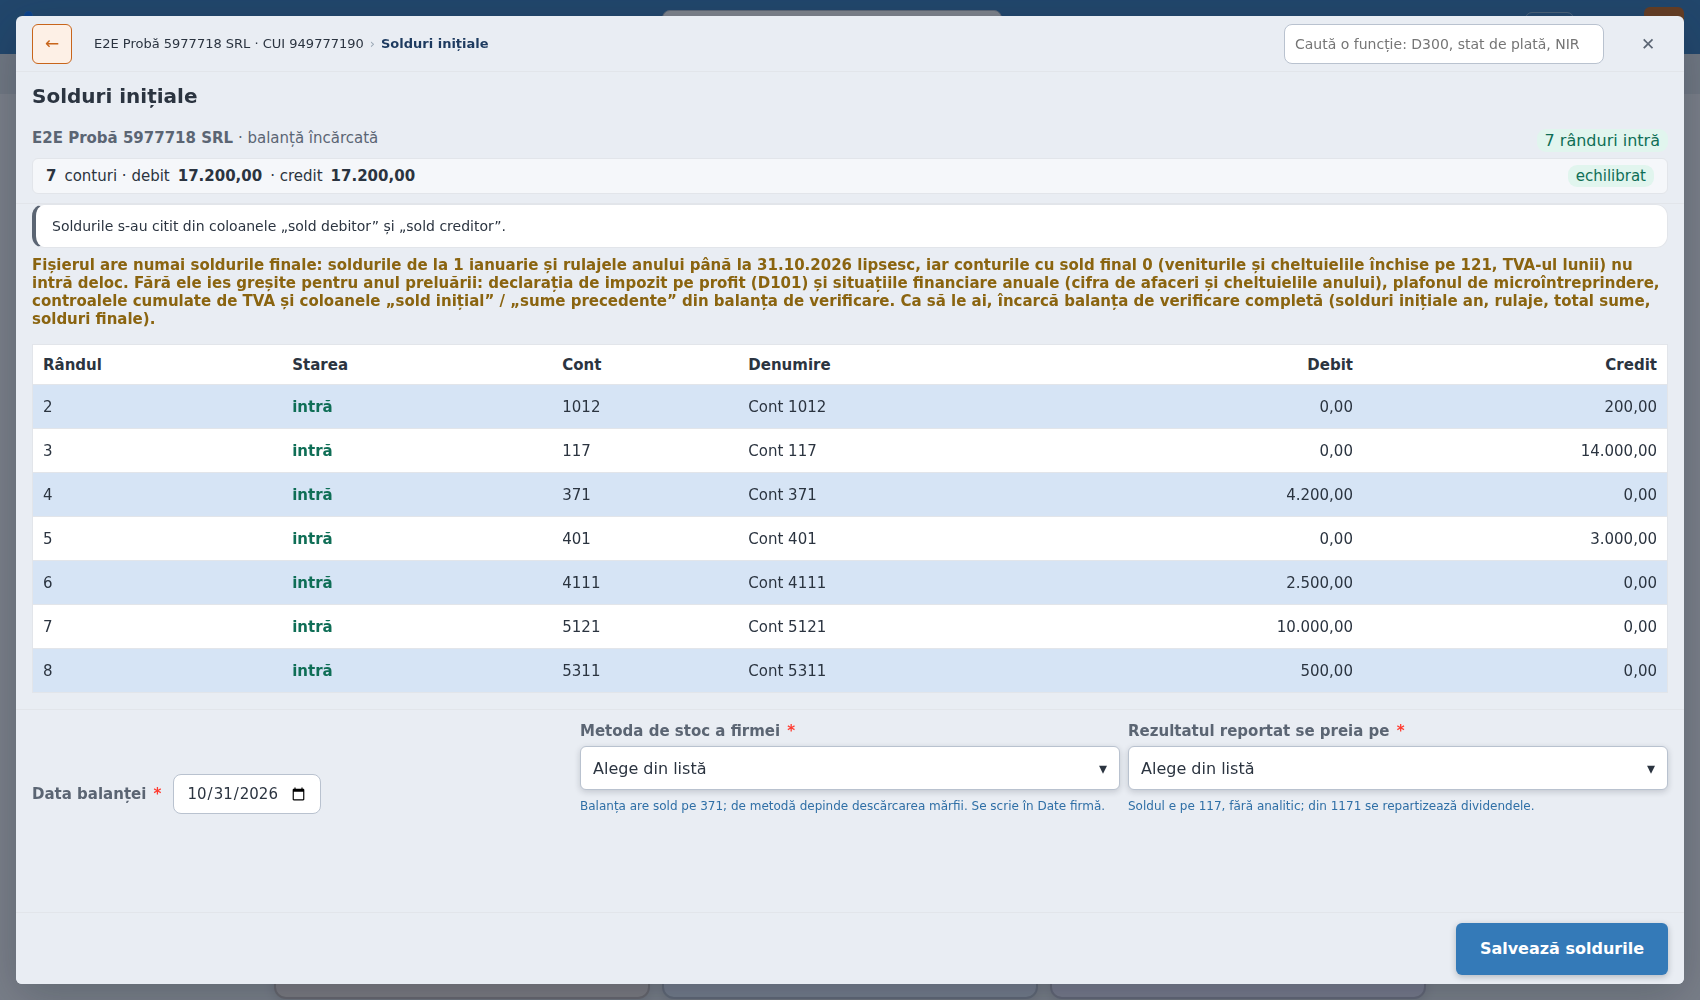 ←
E2E Probă 5977718 SRL · CUI 949777190 › Solduri inițiale
Caută o funcție: D300, stat de plată, NIR
✕
Solduri inițiale
E2E Probă 5977718 SRL · balanță încărcată
7 rânduri intră
7 conturi · debit 17.200,00 · credit 17.200,00
echilibrat
Soldurile s-au citit din coloanele „sold debitor” și „sold creditor”.
Fișierul are numai soldurile finale: soldurile de la 1 ianuarie și rulajele anului până la 31.10.2026 lipsesc, iar conturile cu sold final 0 (veniturile și cheltuielile închise pe 121, TVA-ul lunii) nu
intră deloc. Fără ele ies greșite pentru anul preluării: declarația de impozit pe profit (D101) și situațiile financiare anuale (cifra de afaceri și cheltuielile anului), plafonul de microîntreprindere,
controalele cumulate de TVA și coloanele „sold inițial” / „sume precedente” din balanța de verificare. Ca să le ai, încarcă balanța de verificare completă (solduri inițiale an, rulaje, total sume,
solduri finale).
Rândul Starea Cont Denumire Debit Credit
2 intră 1012 Cont 1012 0,00 200,00
3 intră 117 Cont 117 0,00 14.000,00
4 intră 371 Cont 371 4.200,00 0,00
5 intră 401 Cont 401 0,00 3.000,00
6 intră 4111 Cont 4111 2.500,00 0,00
7 intră 5121 Cont 5121 10.000,00 0,00
8 intră 5311 Cont 5311 500,00 0,00
Data balanței * 10/31/2026
Metoda de stoc a firmei *
Alege din listă ▾
Balanța are sold pe 371; de metodă depinde descărcarea mărfii. Se scrie în Date firmă.
Rezultatul reportat se preia pe *
Alege din listă ▾
Soldul e pe 117, fără analitic; din 1171 se repartizează dividendele.
Salvează soldurile